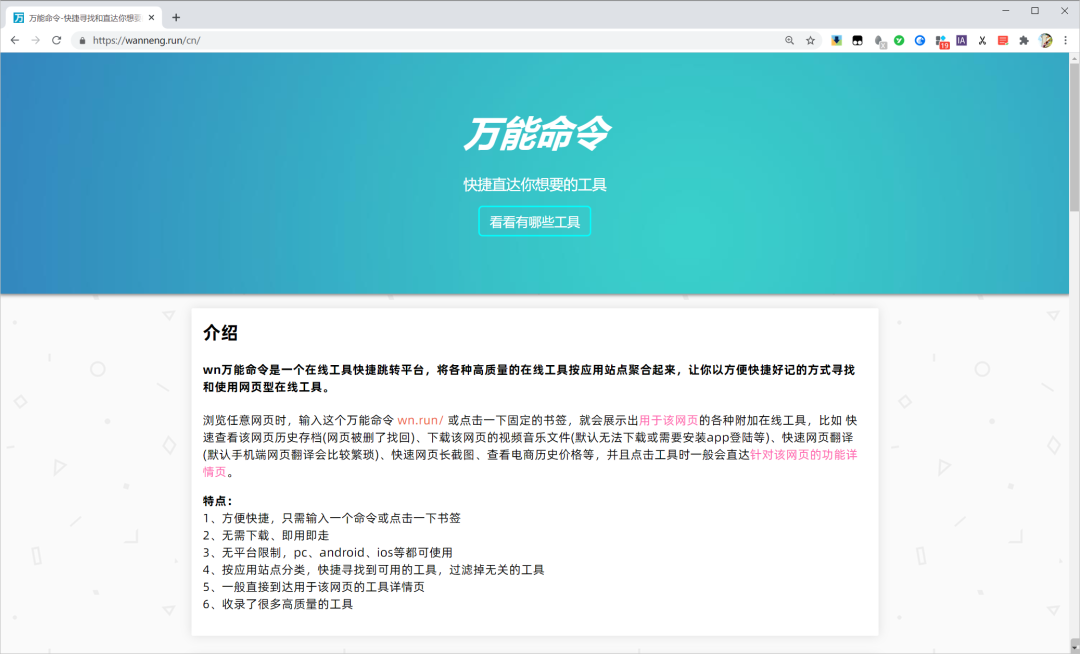 万能命令-快捷寻找和直达你想要
https://wanneng.run/cn/
19
IA
万能命令
快捷直达你想要的工具
看看有哪些工具
介绍
wn万能命令是一个在线工具快捷跳转平台，将各种高质量的在线工具按应用站点聚合起来，让你以方便快捷好记的方式寻找
和使用网页型在线工具。
浏览任意网页时，输入这个万能命令 wn.run/ 或点击一下固定的书签，就会展示出用于该网页的各种附加在线工具，比如 快
速查看该网页历史存档(网页被删了找回)、下载该网页的视频音乐文件(默认无法下载或需要安装app登陆等)、快速网页翻译
(默认手机端网页翻译会比较繁琐)、快速网页长截图、查看电商历史价格等，并且点击工具时一般会直达针对该网页的功能详
情页。
特点：
1、方便快捷，只需输入一个命令或点击一下书签
2、无需下载、即用即走
3、无平台限制，pc、android、ios等都可使用
4、按应用站点分类，快捷寻找到可用的工具，过滤掉无关的工具
5、一般直接到达用于该网页的工具详情页
6、收录了很多高质量的工具